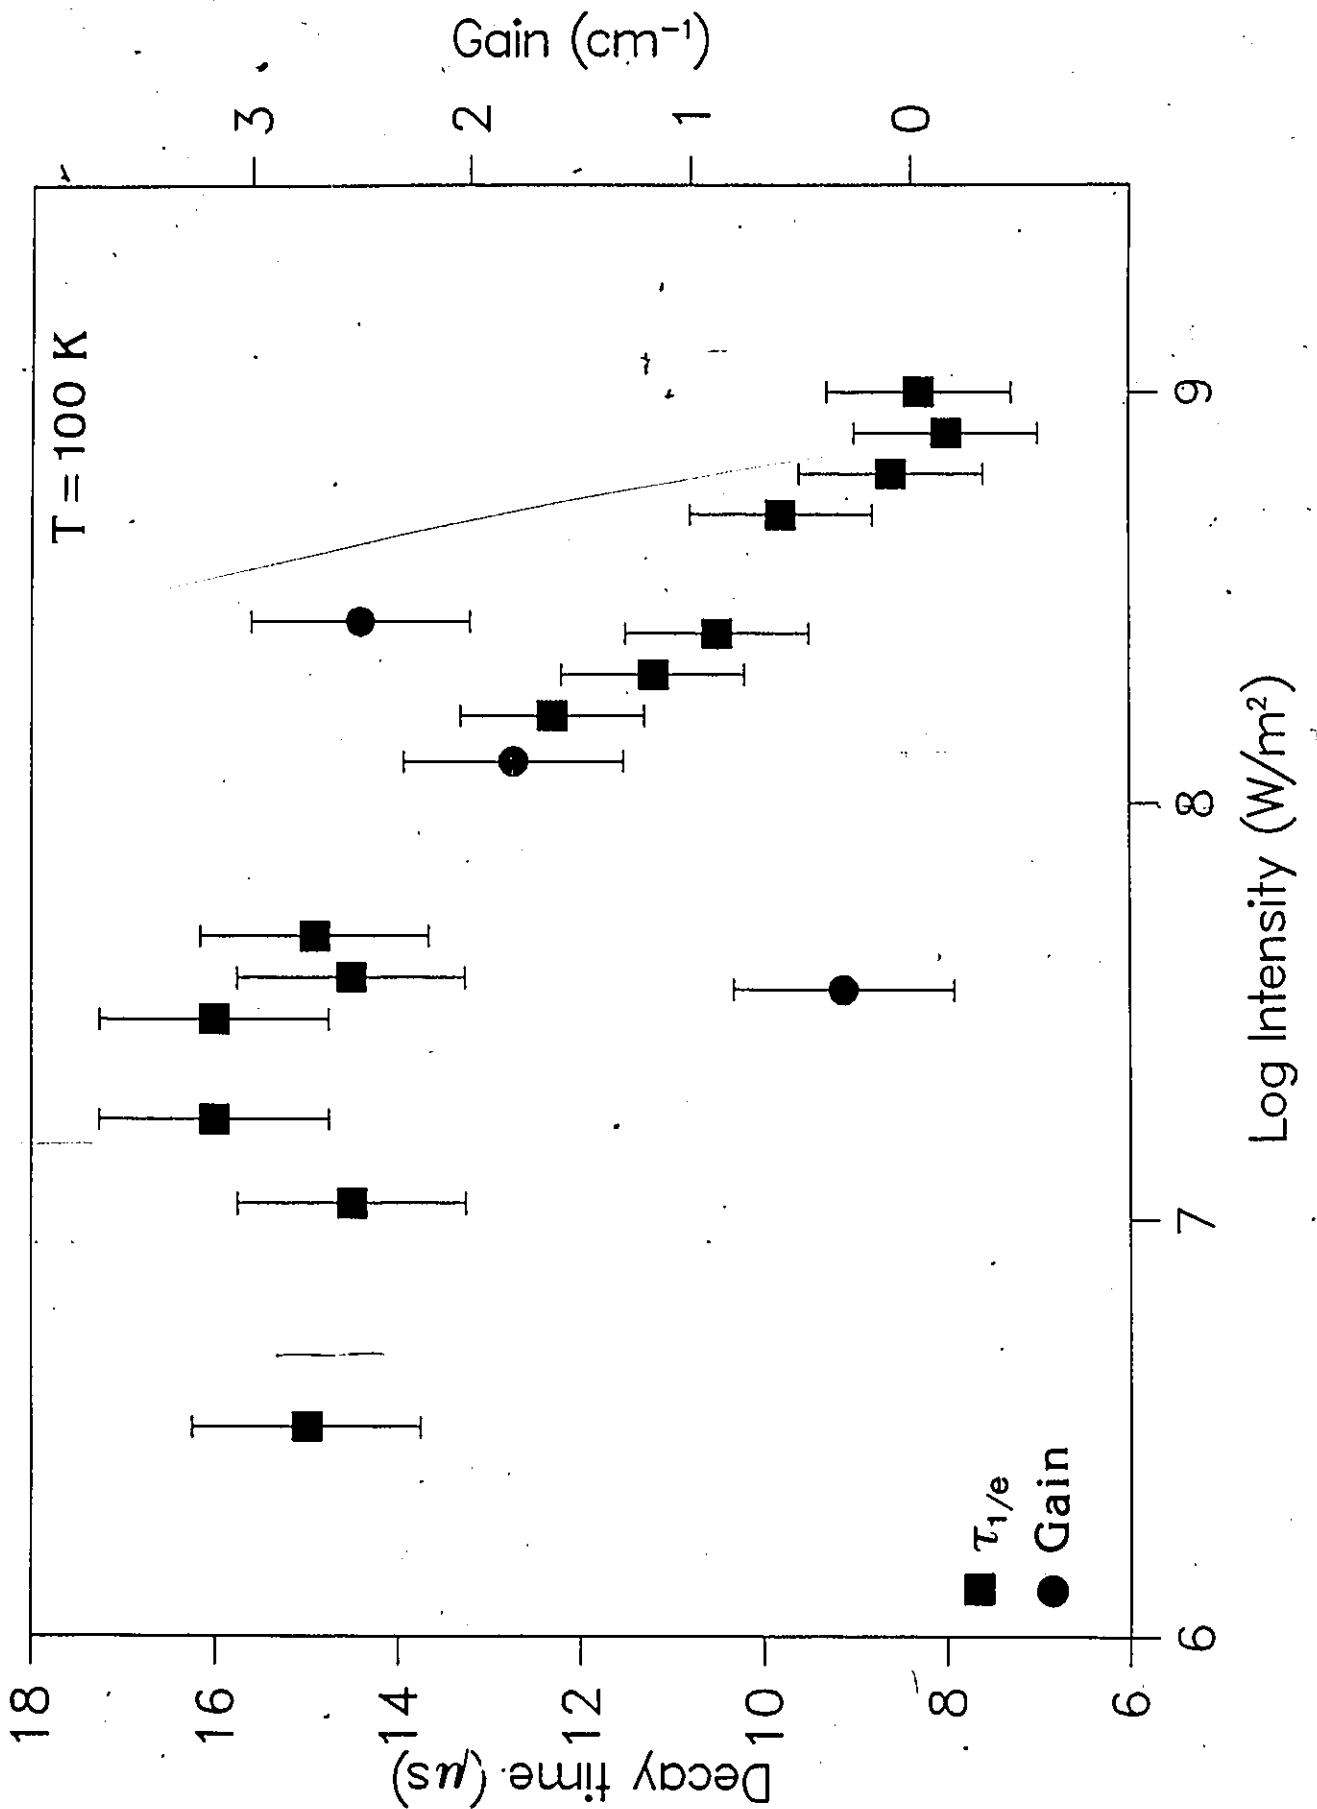 T = 100 K
18
16
14
12
10
8
6
Decay time (μs)
3
2
1
0
Gain (cm⁻¹)
6
7
8
9
Log Intensity (W/m²)
τ1/e
Gain